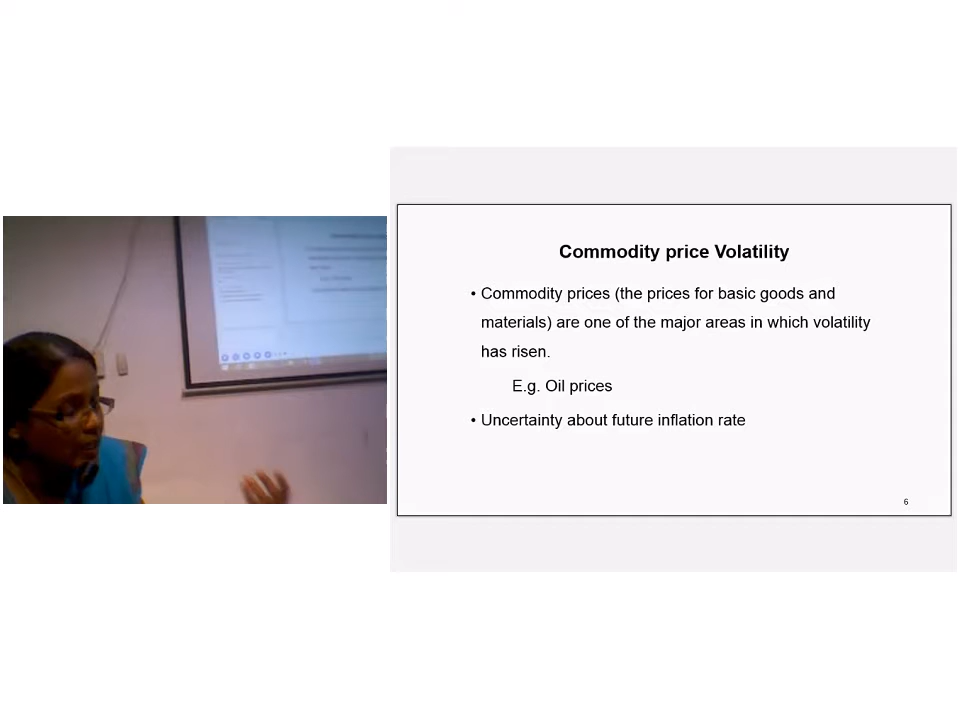 Commodity price Volatility
• Commodity prices (the prices for basic goods and
materials) are one of the major areas in which volatility
has risen.
E.g. Oil prices
• Uncertainty about future inflation rate
6